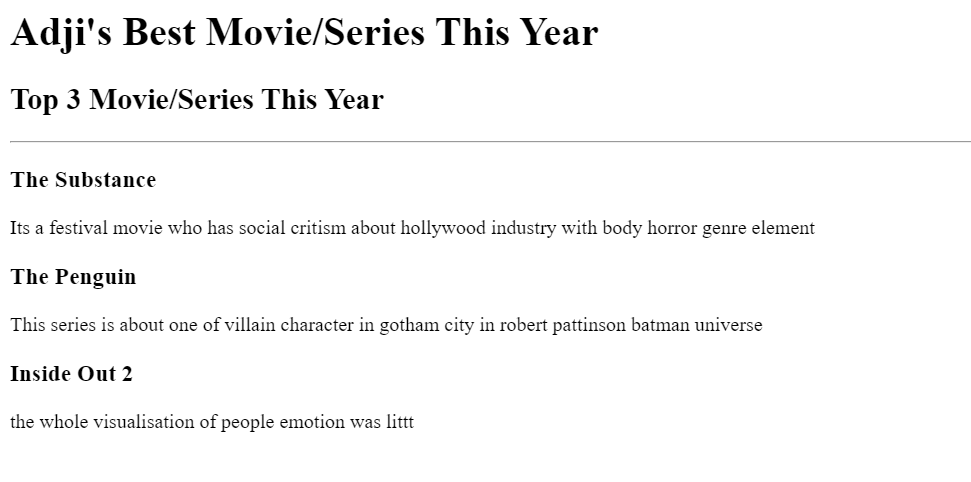 Adji's Best Movie/Series This Year
Top 3 Movie/Series This Year
The Substance
Its a festival movie who has social critism about hollywood industry with body horror genre element
The Penguin
This series is about one of villain character in gotham city in robert pattinson batman universe
Inside Out 2
the whole visualisation of people emotion was littt